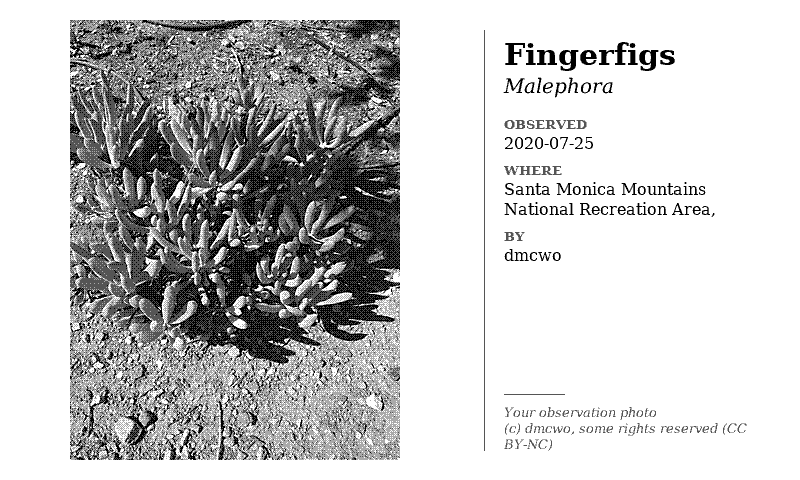 Fingerfigs
Malephora
OBSERVED
2020-07-25
WHERE
Santa Monica Mountains
National Recreation Area,
BY
dmcwo
Your observation photo
(c) dmcwo, some rights reserved (CC
BY-NC)